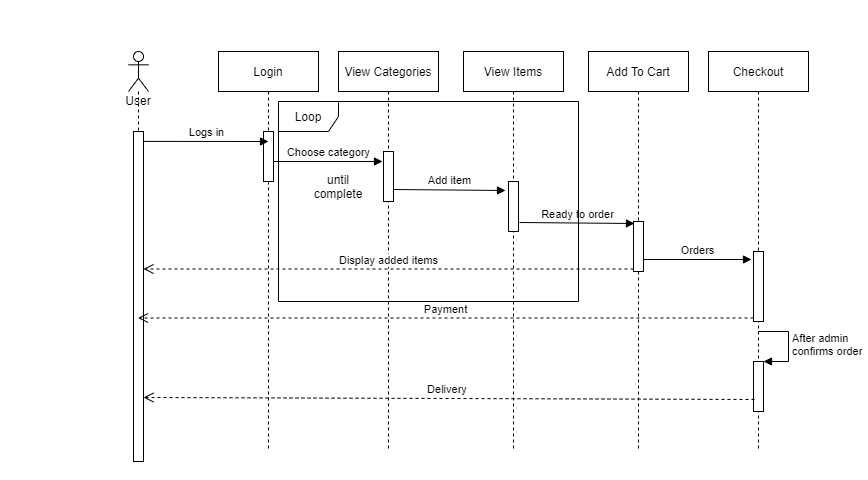 Login
View Categories
View Items
Add To Cart
Checkout
User
Loop
Logs in
Choose category
until
complete
Add item
Ready to order
Orders
Display added items
Payment
After admin
confirms order
Delivery